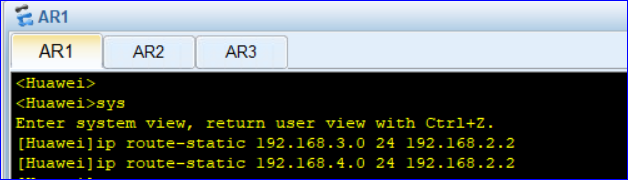 AR1
AR1 AR2 AR3
<Huawei>
<Huawei>sys
Enter system view, return user view with Ctrl+Z.
[Huawei]ip route-static 192.168.3.0 24 192.168.2.2
[Huawei]ip route-static 192.168.4.0 24 192.168.2.2